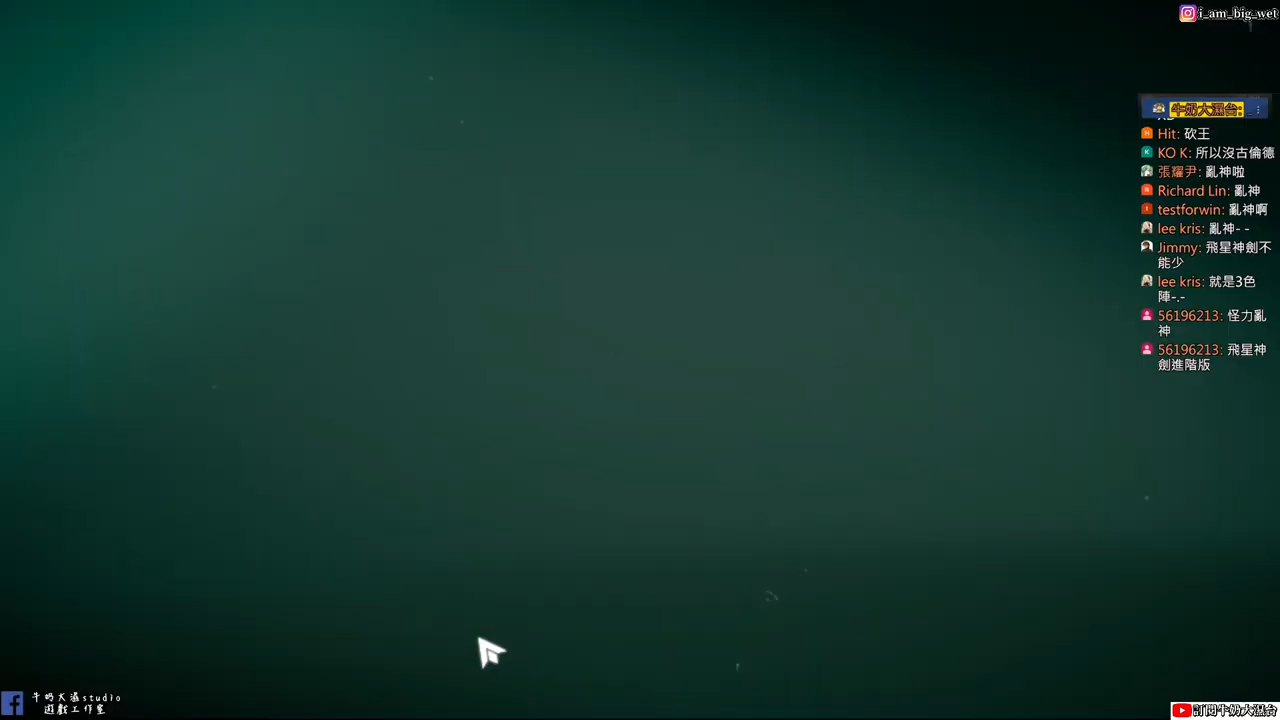 i_am_big_wet
牛奶大濕台:
Hit: 砍王
KO K: 所以沒古倫德
張耀尹: 亂神啦
Richard Lin: 亂神
testforwin: 亂神啊
lee kris: 亂神- -
Jimmy: 飛星神劍不
能少
lee kris: 就是3色
陣-.-
56196213: 怪力亂
神
56196213: 飛星神
劍進階版
牛奶大濕studio
遊戲工作室
訂閱牛奶大濕台